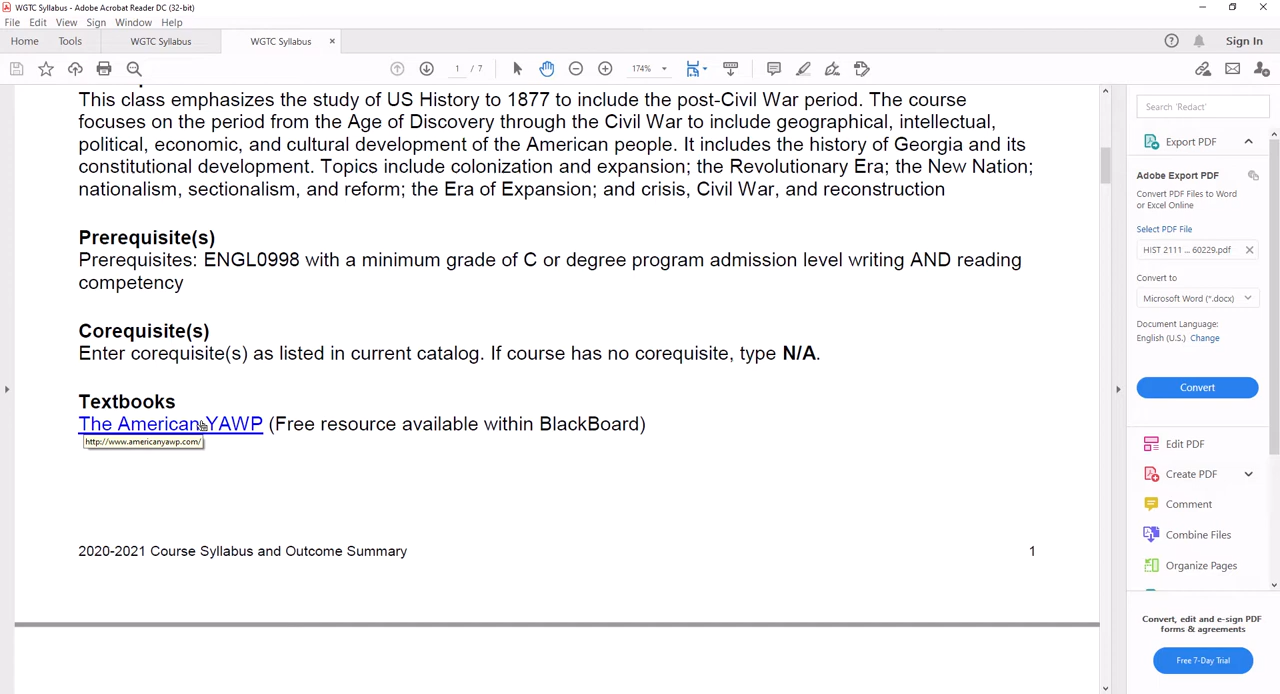 WGTC Syllabus - Adobe Acrobat Reader DC (32-bit)
File Edit View Sign Window Help
Home Tools WGTC Syllabus WGTC Syllabus × Sign In
1 / 7 174%
This class emphasizes the study of US History to 1877 to include the post-Civil War period. The course
focuses on the period from the Age of Discovery through the Civil War to include geographical, intellectual,
political, economic, and cultural development of the American people. It includes the history of Georgia and its
constitutional development. Topics include colonization and expansion; the Revolutionary Era; the New Nation;
nationalism, sectionalism, and reform; the Era of Expansion; and crisis, Civil War, and reconstruction
Prerequisite(s)
Prerequisites: ENGL0998 with a minimum grade of C or degree program admission level writing AND reading
competency
Corequisite(s)
Enter corequisite(s) as listed in current catalog. If course has no corequisite, type N/A.
Textbooks
The American YAWP (Free resource available within BlackBoard)
http://www.americanyawp.com/
2020-2021 Course Syllabus and Outcome Summary 1
Search 'Redact'
Export PDF
Adobe Export PDF
Convert PDF Files to Word
or Excel Online
Select PDF File
HIST 2111 ... 60229.pdf
Convert to
Microsoft Word (*.docx)
Document Language:
English (U.S.) Change
Convert
Edit PDF
Create PDF
Comment
Combine Files
Organize Pages
Convert, edit and e-sign PDF
forms & agreements
Free 7-Day Trial